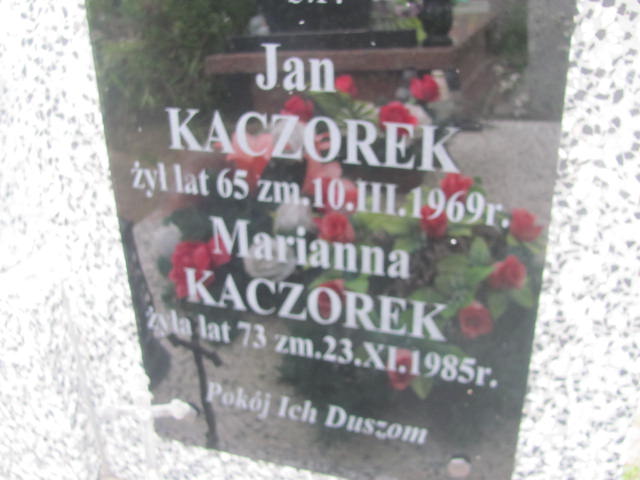 Jan
KACZOREK
żył lat 65 zm.10.III.1969r.
Marianna
KACZOREK
żyła lat 73 zm.23.XI.1985r.
Pokój Ich Duszom